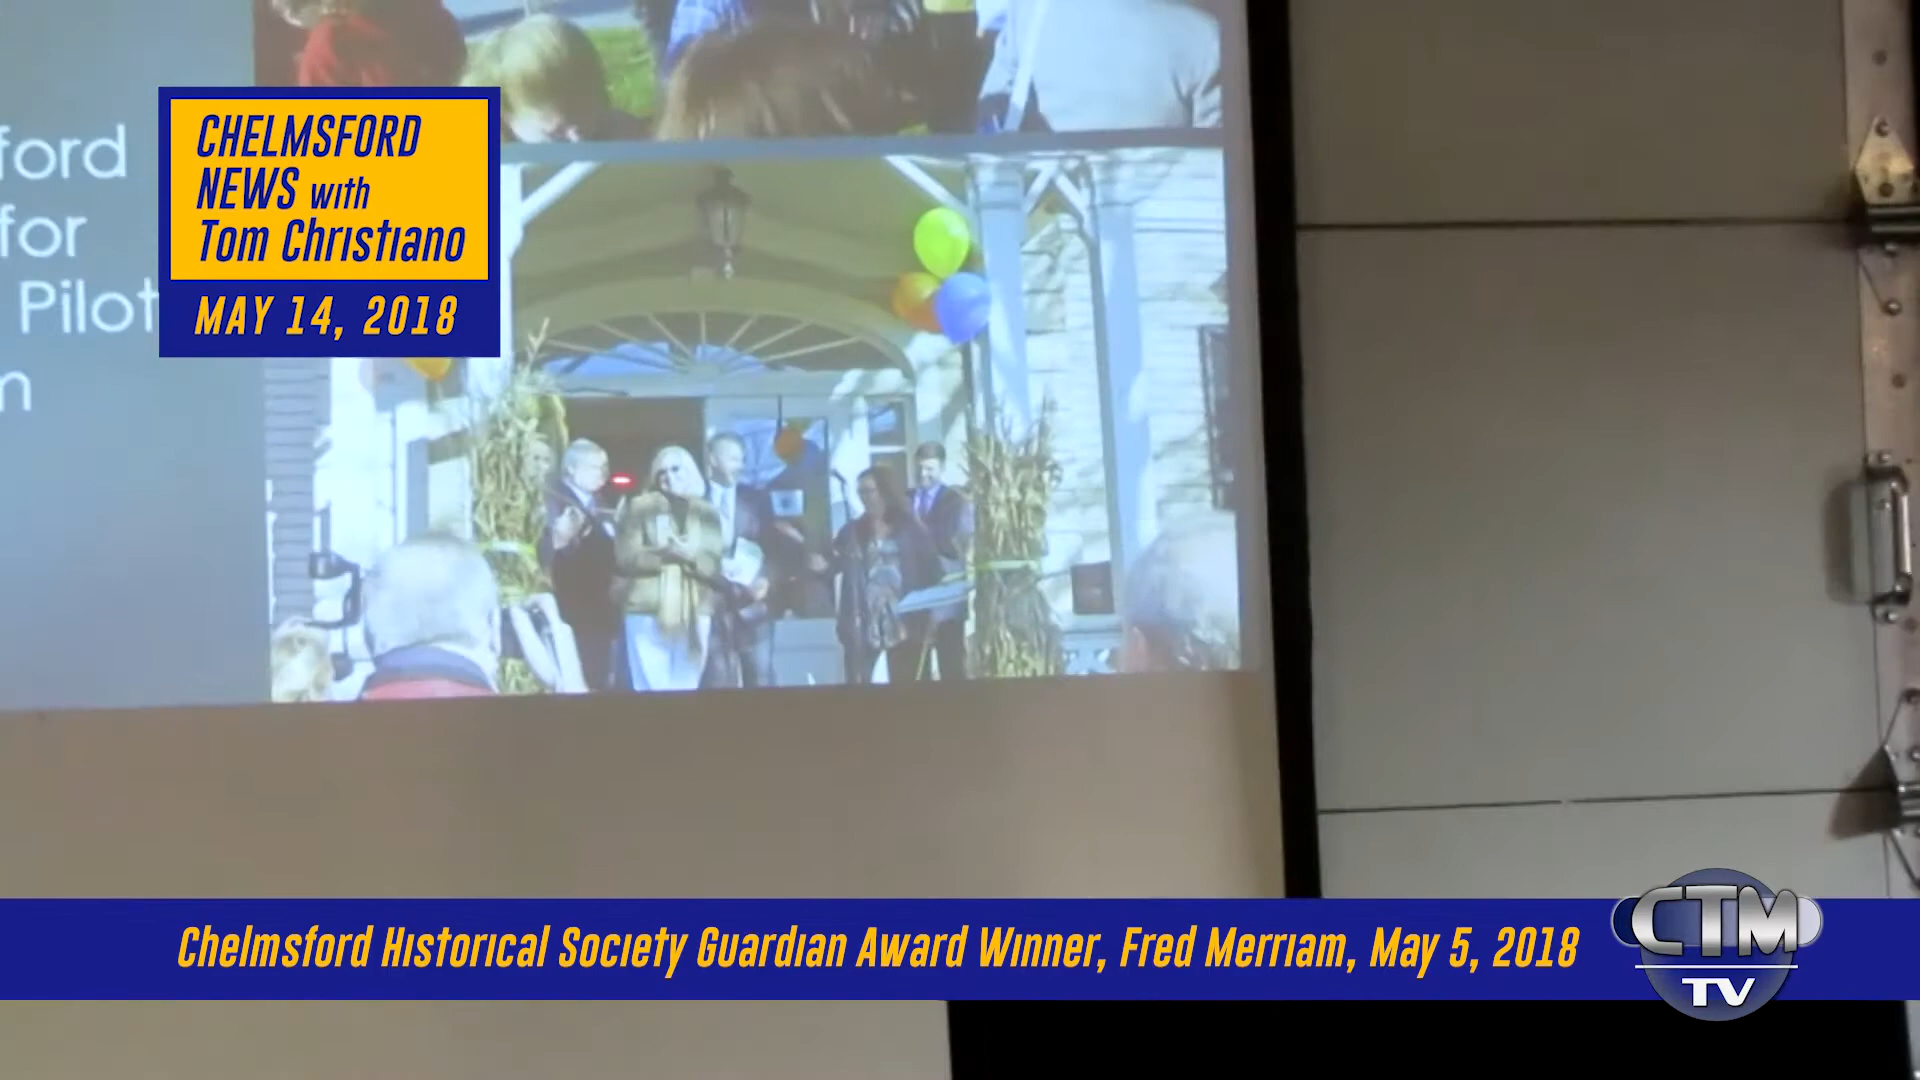 ford
for
Pilot
m
CHELMSFORD
NEWS with
Tom Christiano
MAY 14, 2018
Chelmsford Historical Society Guardian Award Winner, Fred Merriam, May 5, 2018
CTM
TV